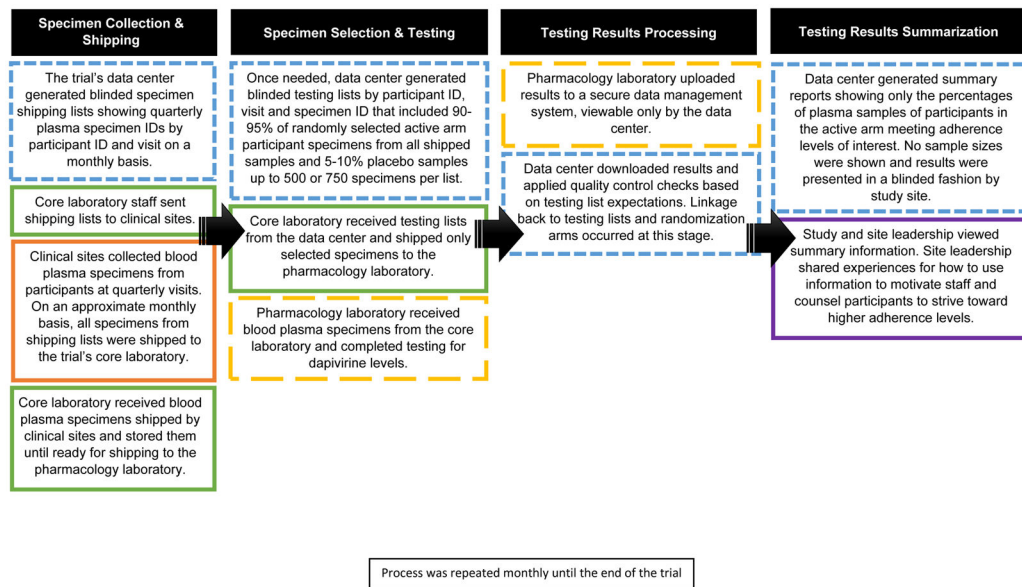 Specimen Collection &
Shipping
The trial's data center
generated blinded specimen
shipping lists showing quarterly
plasma specimen IDs by
participant ID and visit on a
monthly basis.
Core laboratory staff sent
shipping lists to clinical sites.
Clinical sites collected blood
plasma specimens from
participants at quarterly visits.
On an approximate monthly
basis, all specimens from
shipping lists were shipped to
the trial's core laboratory.
Core laboratory received blood
plasma specimens shipped by
clinical sites and stored them
until ready for shipping to the
pharmacology laboratory.
Specimen Selection & Testing
Once needed, data center generated
blinded testing lists by participant ID,
visit and specimen ID that included 90-
95% of randomly selected active arm
participant specimens from all shipped
samples and 5-10% placebo samples
up to 500 or 750 specimens per list.
Core laboratory received testing lists
from the data center and shipped only
selected specimens to the
pharmacology laboratory.
Pharmacology laboratory received
blood plasma specimens from the core
laboratory and completed testing for
dapivirine levels.
Testing Results Processing
Pharmacology laboratory uploaded
results to a secure data management
system, viewable only by the data
center.
Data center downloaded results and
applied quality control checks based
on testing list expectations. Linkage
back to testing lists and randomization
arms occurred at this stage.
Testing Results Summarization
Data center generated summary
reports showing only the percentages
of plasma samples of participants in
the active arm meeting adherence
levels of interest. No sample sizes
were shown and results were
presented in a blinded fashion by
study site.
Study and site leadership viewed
summary information. Site leadership
shared experiences for how to use
information to motivate staff and
counsel participants to strive toward
higher adherence levels.
Process was repeated monthly until the end of the trial